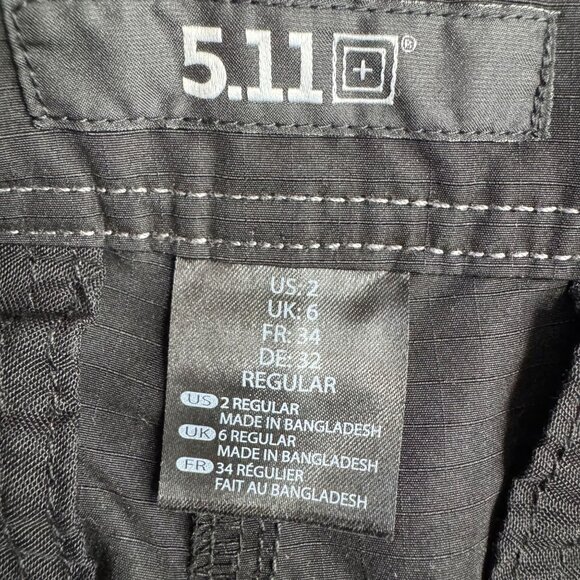 5.11®
US: 2
UK: 6
FR: 34
DE: 32
REGULAR
US 2 REGULAR
MADE IN BANGLADESH
UK 6 REGULAR
MADE IN BANGLADESH
FR 34 RÉGULIER
FAIT AU BANGLADESH